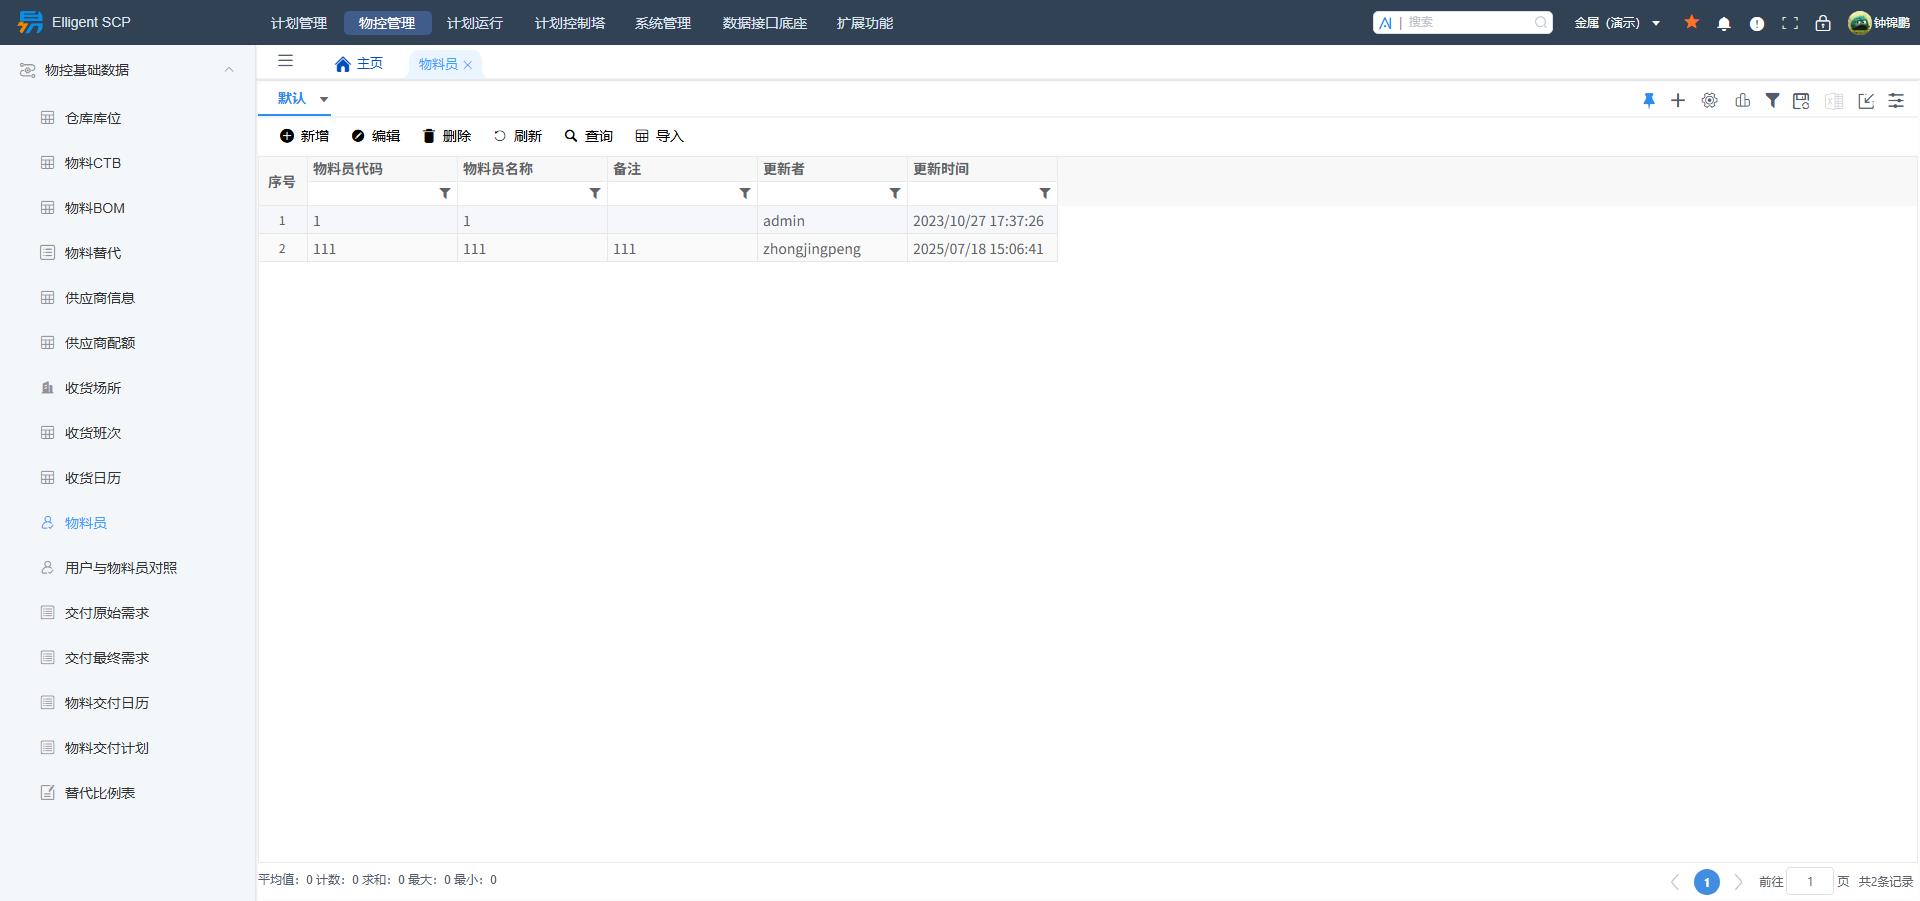 Elligent SCP
计划管理 物控管理 计划运行 计划控制塔 系统管理 数据接口底座 扩展功能
搜索
金属（演示）
钟锦鹏
物控基础数据
仓库库位
物料CTB
物料BOM
物料替代
供应商信息
供应商配额
收货场所
收货班次
收货日历
物料员
用户与物料员对照
交付原始需求
交付最终需求
物料交付日历
物料交付计划
替代比例表
主页 物料员
默认
新增 编辑 删除 刷新 查询 导入
序号 物料员代码 物料员名称 备注 更新者 更新时间
1 1 1 admin 2023/10/27 17:37:26
2 111 111 111 zhongjingpeng 2025/07/18 15:06:41
平均值：0 计数：0 求和：0 最大：0 最小：0
1 前往 1 页 共2条记录